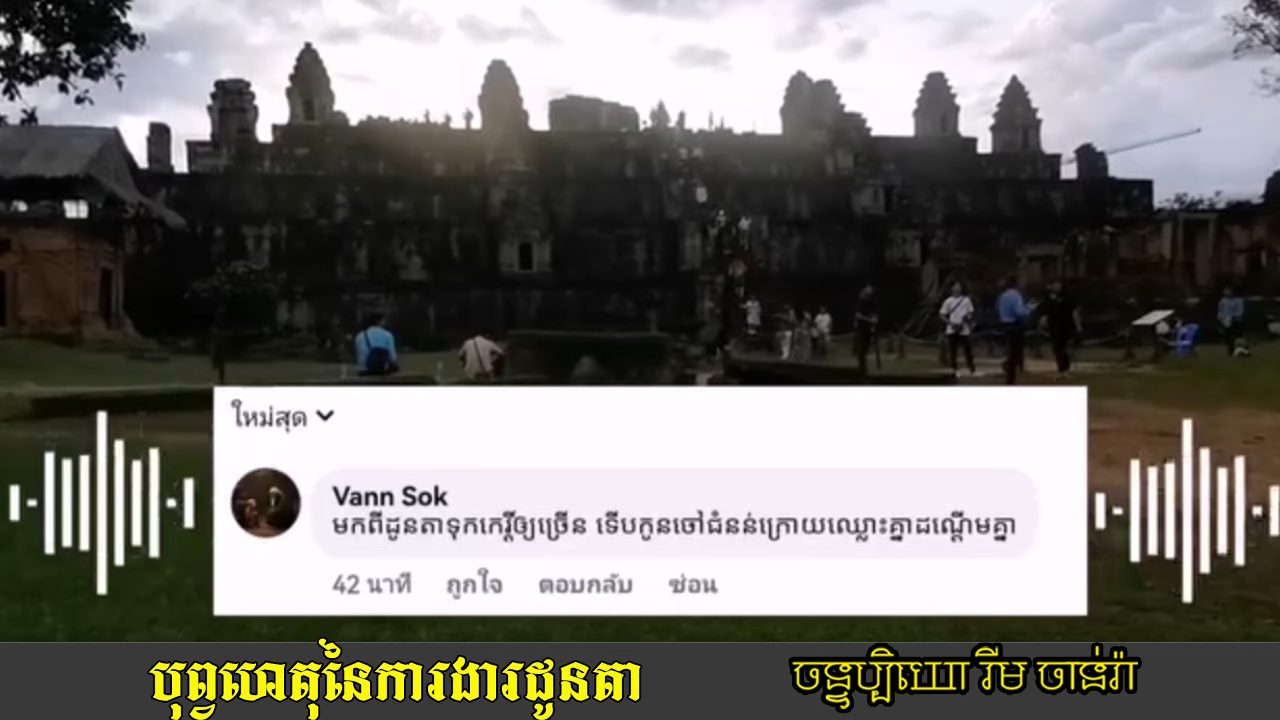 ใหม่สุด
Vann Sok
មកពីដូនតាទុកកេរ្តិ៍ឲ្យច្រើន ទើបកូនចៅជំនន់ក្រោយឈ្លោះគ្នាដណ្តើមគ្នា
42 นาที ถูกใจ ตอบกลับ ซ่อน
បុព្វហេតុនៃការងារដូនតា
ចន្ទូប្បិយោ រឹម ចាន់រ៉ា